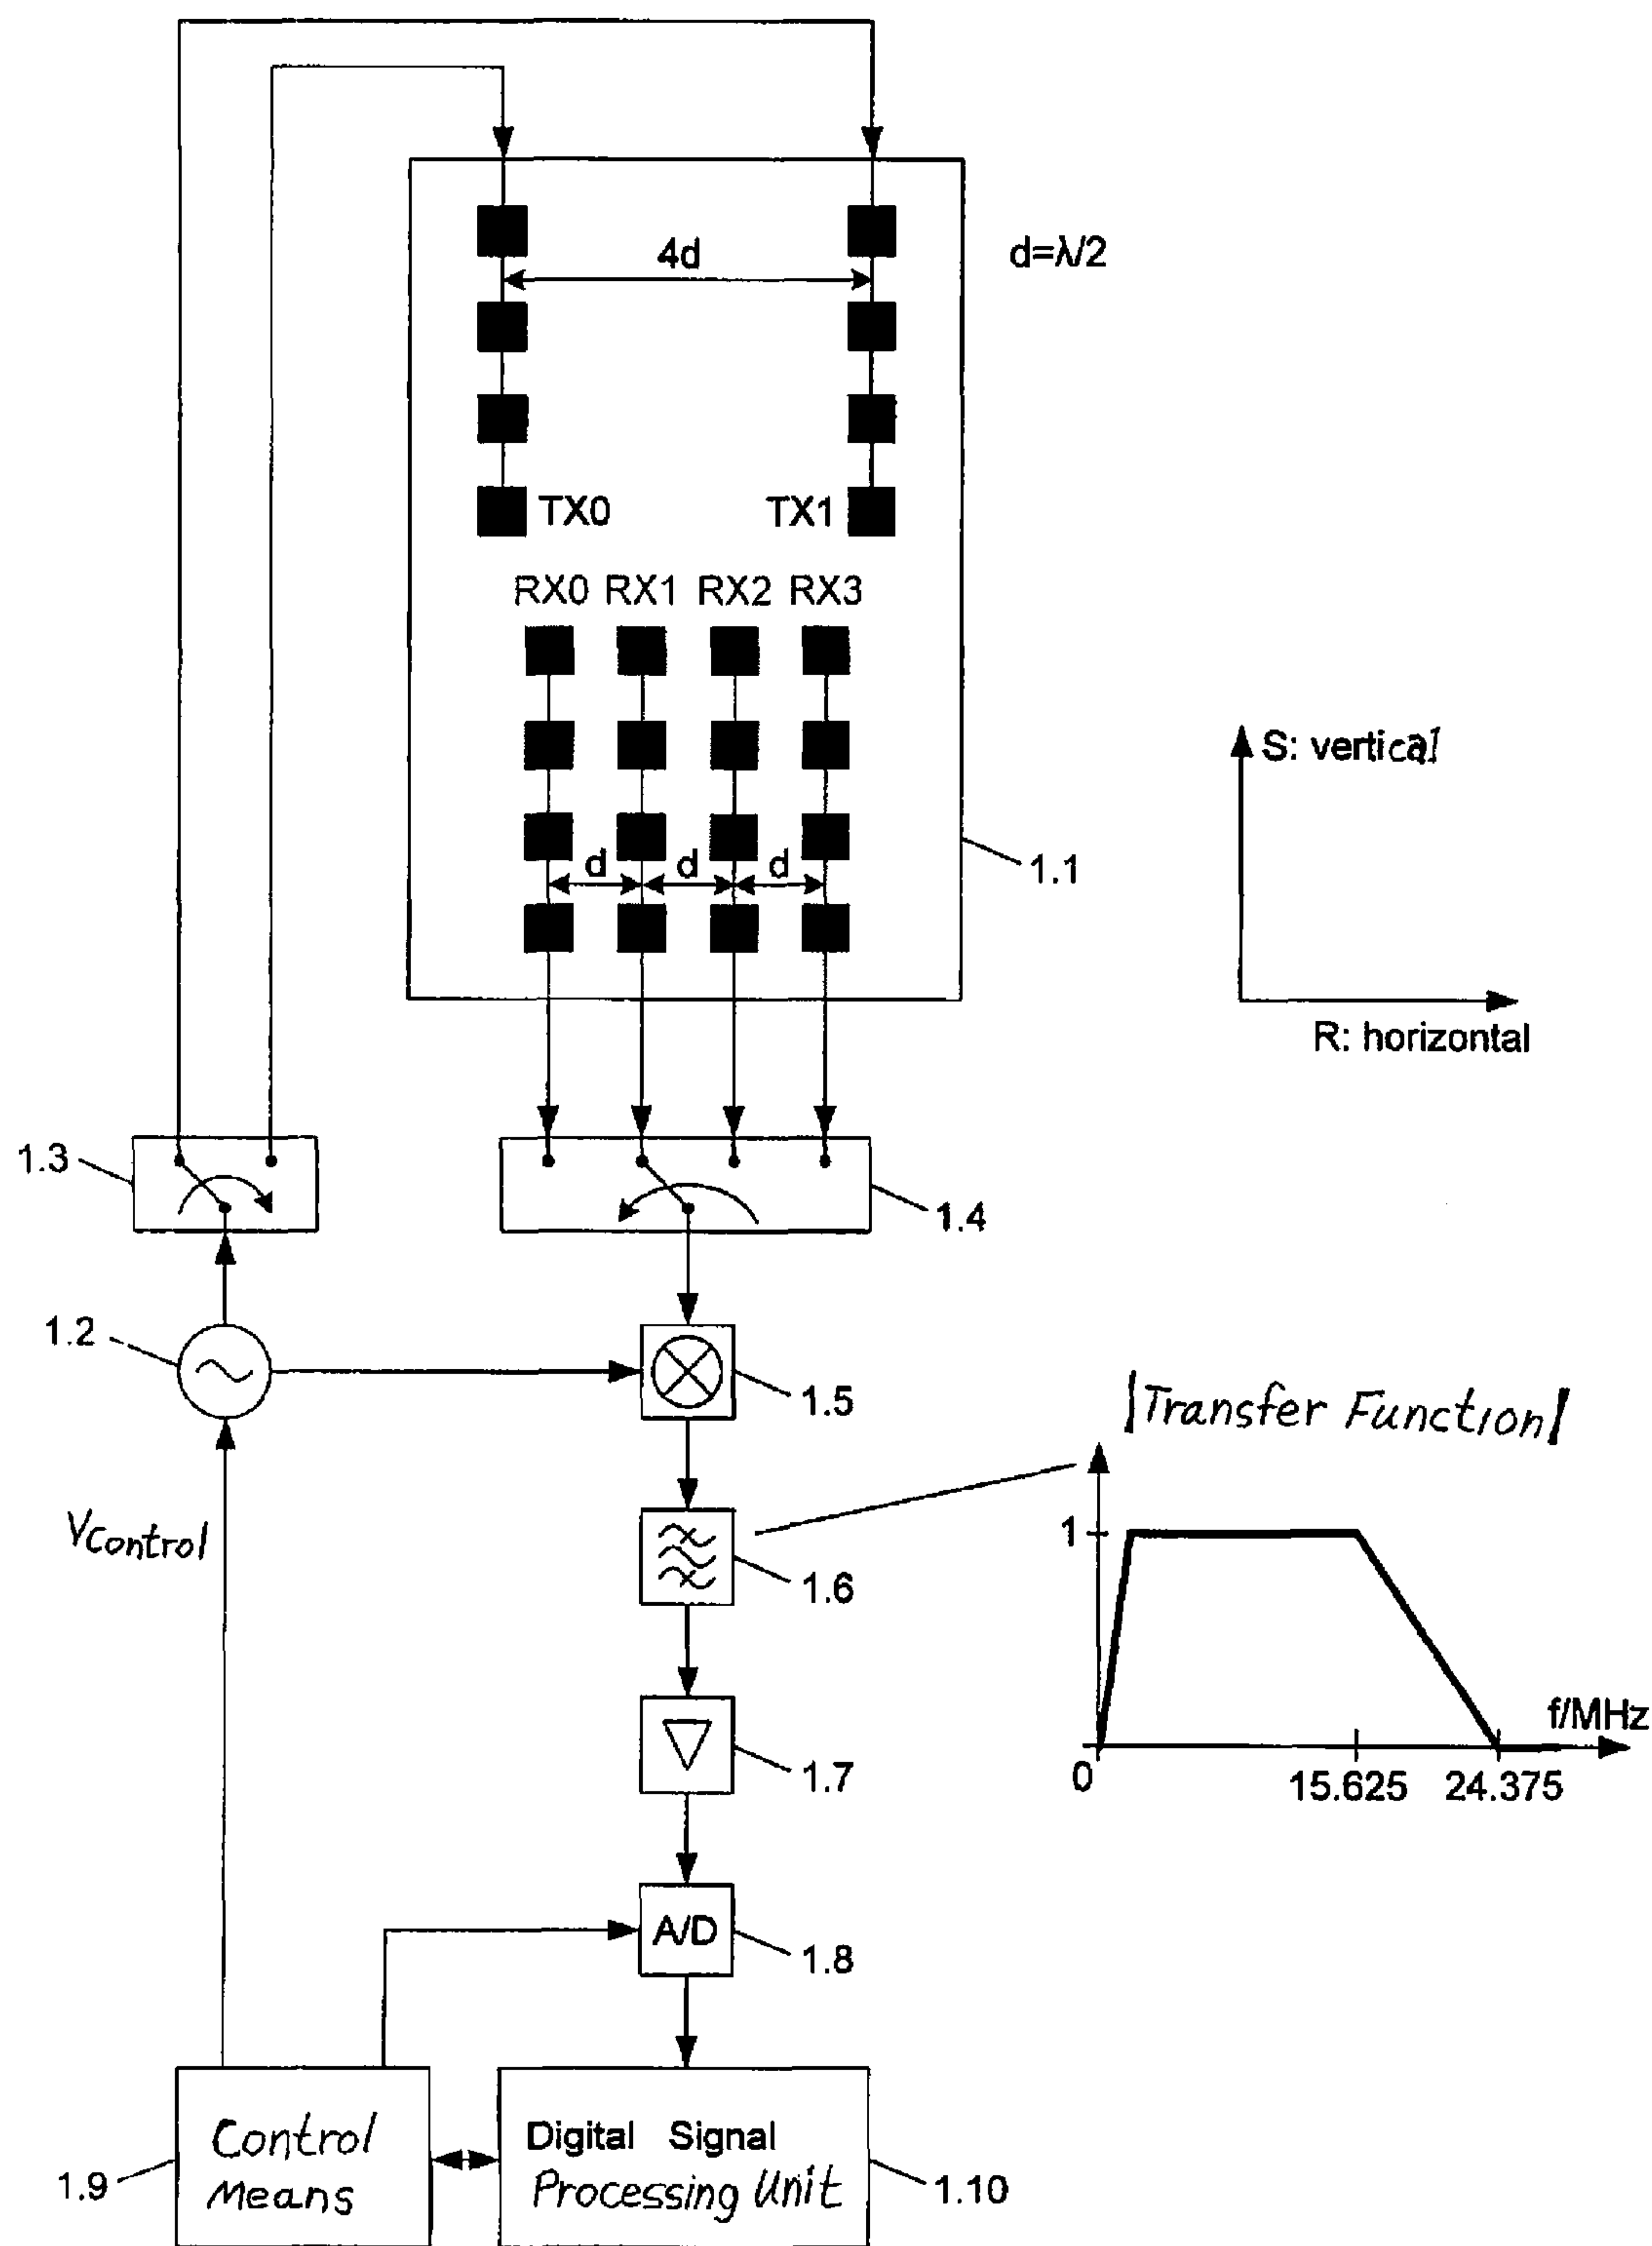 4d
d=λ/2
TX0 TX1
RX0 RX1 RX2 RX3
S: vertical
d d d
1.1
R: horizontal
1.3
1.4
1.2
1.5
|Transfer Function|
Vcontrol
1
1.6
f/MHz
1.7
0
15.625 24.375
A/D
1.8
Control
Means
Digital Signal
Processing Unit
1.9
1.10